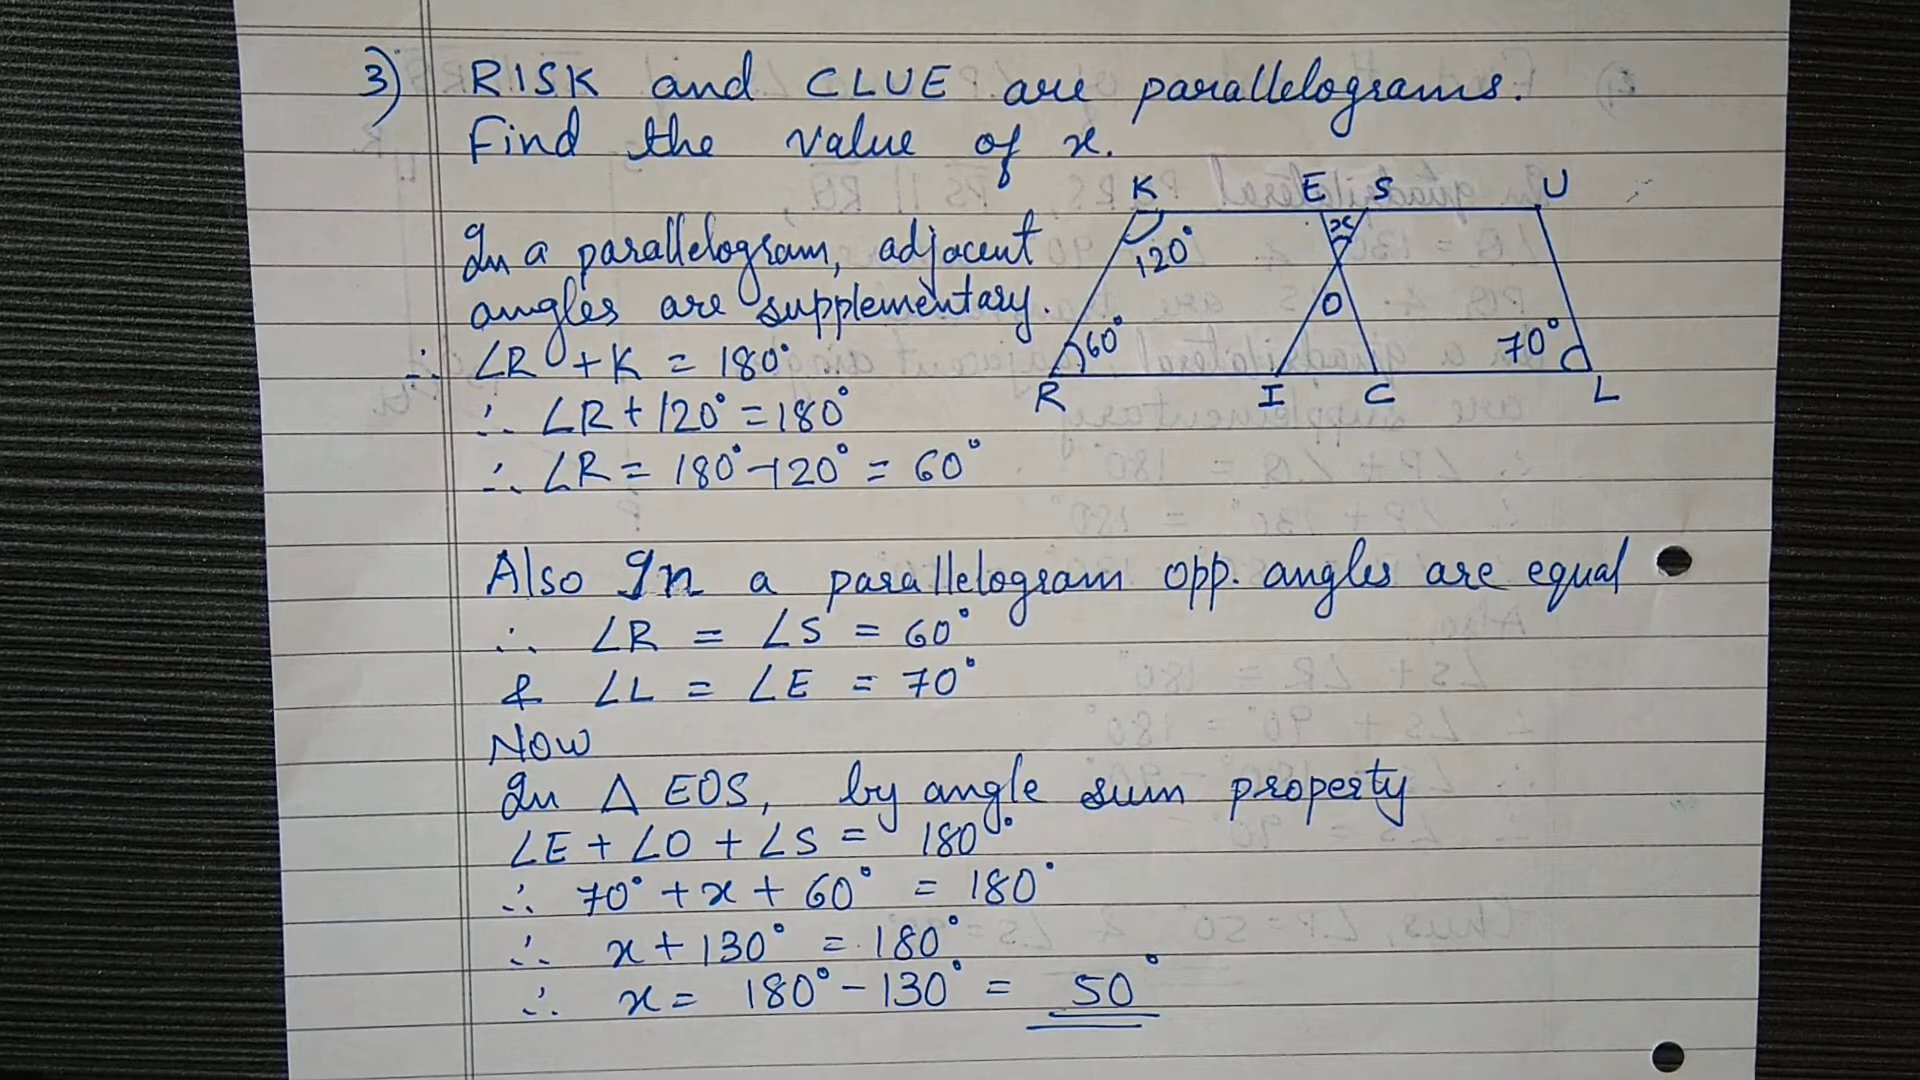 3) RISK and CLUE are parallelograms.
Find the value of x.
K E S U
x
120°
O
60°
70°
R I C L
In a parallelogram, adjacent
angles are supplementary.
∴ ∠R + K = 180°
∴ ∠R + 120° = 180°
∴ ∠R = 180° - 120° = 60°
Also In a parallelogram opp. angles are equal
∴ ∠R = ∠S = 60°
& ∠L = ∠E = 70°
Now
In △ EOS, by angle sum property
∠E + ∠O + ∠S = 180°
∴ 70° + x + 60° = 180°
∴ x + 130° = 180°
∴ x = 180° - 130° = 50°